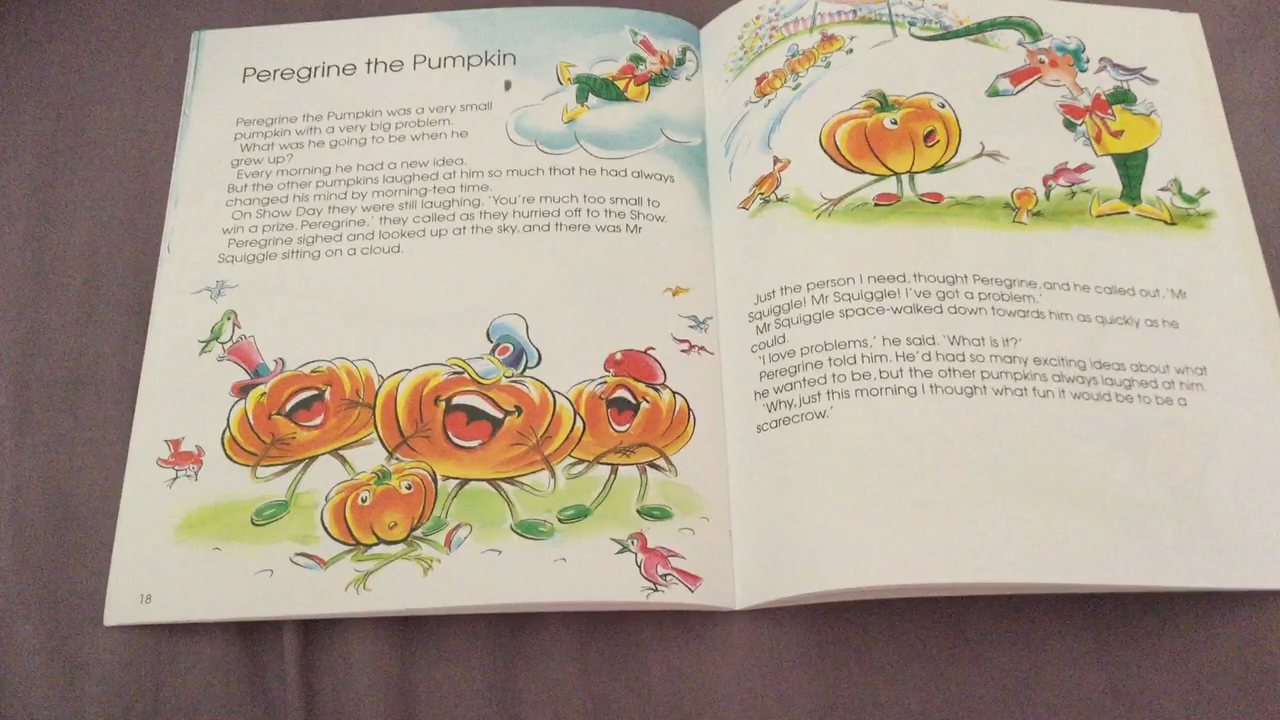 Peregrine the Pumpkin
Peregrine the Pumpkin was a very small
pumpkin with a very big problem.
What was he going to be when he
grew up?
Every morning he had a new idea.
But the other pumpkins laughed at him so much that he had always
changed his mind by morning-tea time.
On Show Day they were still laughing. 'You're much too small to
win a prize, Peregrine,' they called as they hurried off to the Show.
Peregrine sighed and looked up at the sky, and there was Mr
Squiggle sitting on a cloud.
18
Just the person I need, thought Peregrine, and he called out, 'Mr
Squiggle! Mr Squiggle! I've got a problem.'
Mr Squiggle space-walked down towards him as quickly as he
could.
'I love problems,' he said. 'What is it?'
Peregrine told him. He'd had so many exciting ideas about what
he wanted to be, but the other pumpkins always laughed at him.
'Why, just this morning I thought what fun it would be to be a
scarecrow.'